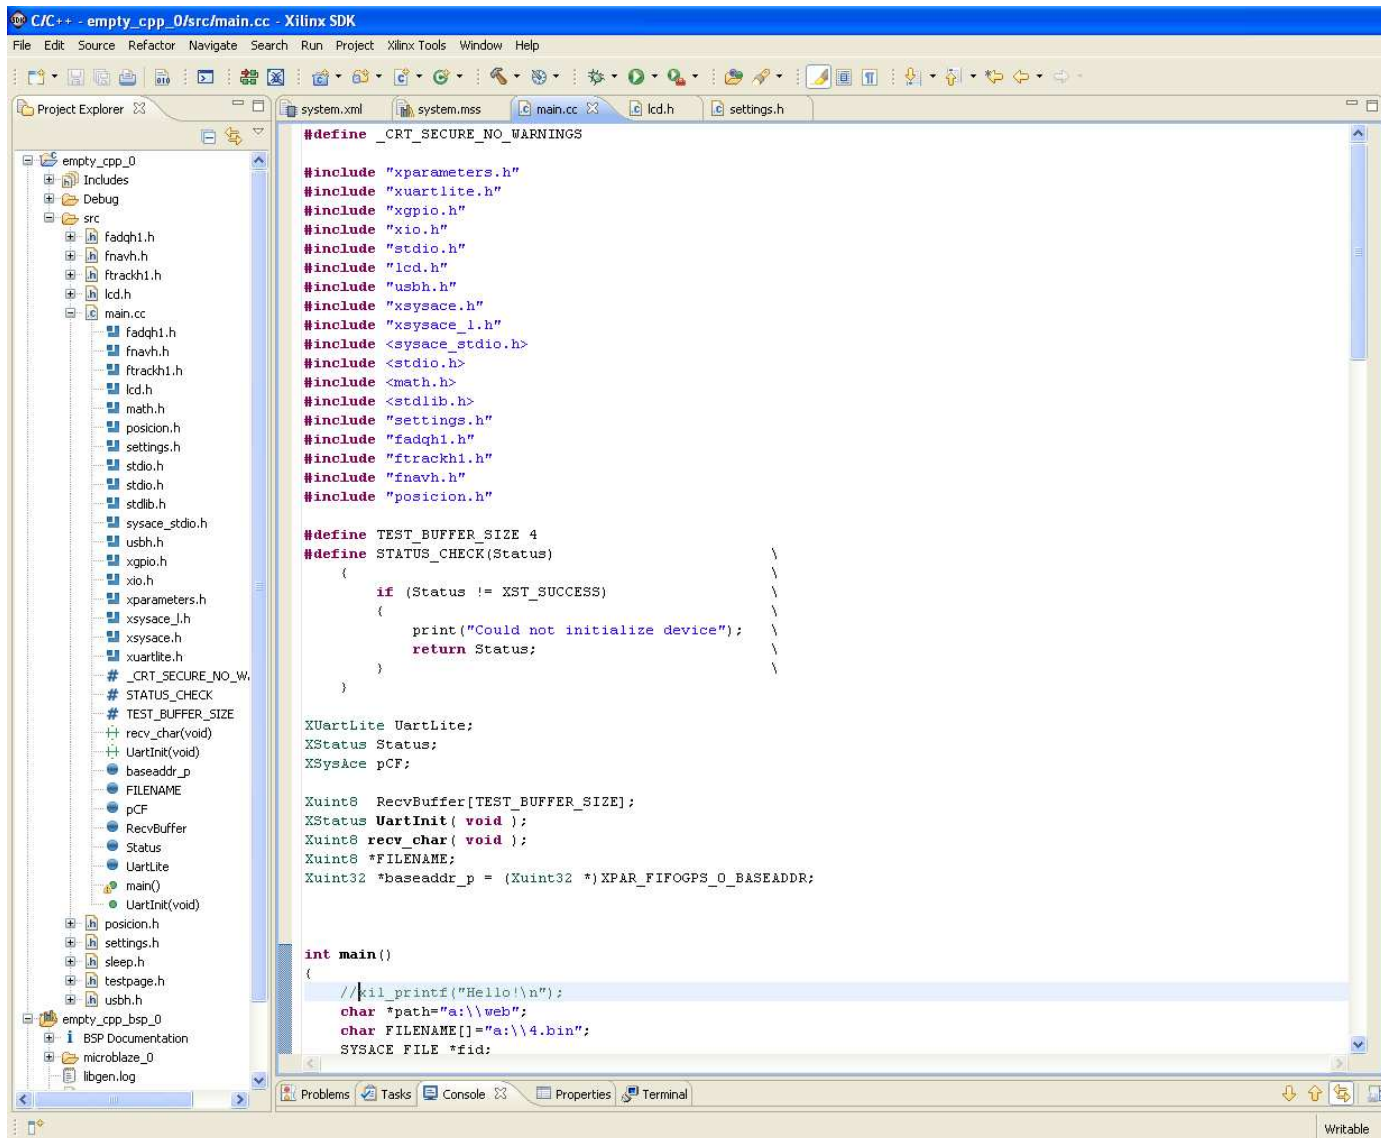 C/C++ - empty_cpp_0/src/main.cc - Xilinx SDK
File Edit Source Refactor Navigate Search Run Project Xilinx Tools Window Help
Project Explorer
system.xml system.mss main.cc lcd.h settings.h
empty_cpp_0
Includes
Debug
src
fadqh1.h
fnavh.h
ftrackh1.h
lcd.h
main.cc
fadqh1.h
fnavh.h
ftrackh1.h
lcd.h
math.h
posicion.h
settings.h
stdio.h
stdio.h
stdlib.h
sysace_stdio.h
usbh.h
xgpio.h
xio.h
xparameters.h
xsysace_l.h
xsysace.h
xuartlite.h
_CRT_SECURE_NO_W
STATUS_CHECK
TEST_BUFFER_SIZE
recv_char(void)
UartInit(void)
baseaddr_p
FILENAME
pCF
RecvBuffer
Status
UartLite
main()
UartInit(void)
posicion.h
settings.h
sleep.h
testpage.h
usbh.h
empty_cpp_bsp_0
BSP Documentation
microblaze_0
libgen.log
#define _CRT_SECURE_NO_WARNINGS
#include "xparameters.h"
#include "xuartlite.h"
#include "xgpio.h"
#include "xio.h"
#include "stdio.h"
#include "lcd.h"
#include "usbh.h"
#include "xsysace.h"
#include "xsysace_l.h"
#include <sysace_stdio.h>
#include <stdio.h>
#include <math.h>
#include <stdlib.h>
#include "settings.h"
#include "fadqh1.h"
#include "ftrackh1.h"
#include "fnavh.h"
#include "posicion.h"
#define TEST_BUFFER_SIZE 4
#define STATUS_CHECK(Status) \
{ \
if (Status != XST_SUCCESS) \
{ \
print("Could not initialize device"); \
return Status; \
} \
}
XUartLite UartLite;
XStatus Status;
XSysAce pCF;
Xuint8 RecvBuffer[TEST_BUFFER_SIZE];
XStatus UartInit( void );
Xuint8 recv_char( void );
Xuint8 *FILENAME;
Xuint32 *baseaddr_p = (Xuint32 *)XPAR_FIFOGPS_0_BASEADDR;
int main()
{
//xil_printf("Hello!\n");
char *path="a:\\web";
char FILENAME[]="a:\\4.bin";
SYSACE FILE *fid;
Problems Tasks Console Properties Terminal
Writable